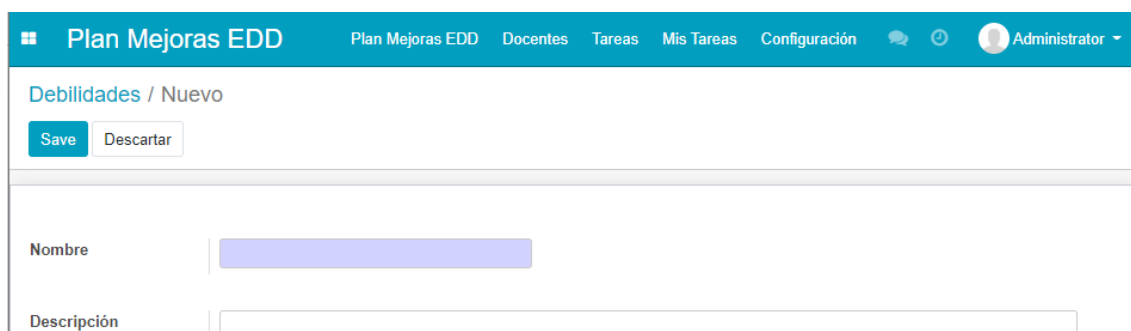 Plan Mejoras EDD Plan Mejoras EDD Docentes Tareas Mis Tareas Configuración Administrator
Debilidades / Nuevo
Save Descartar
Nombre
Descripción